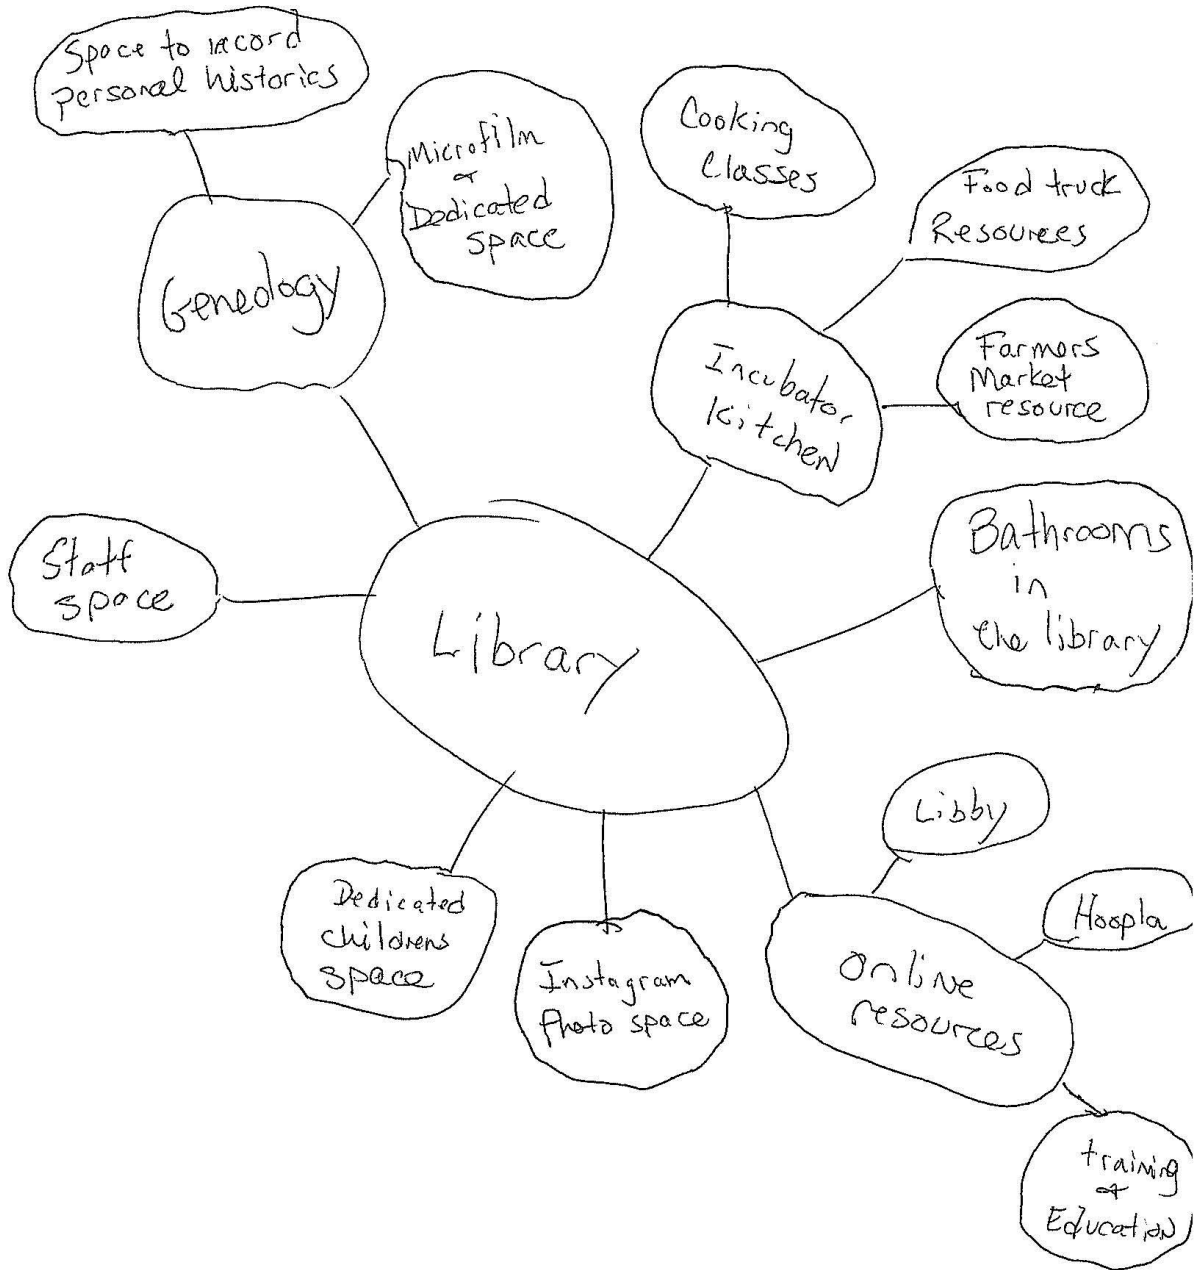 Space to record
personal histories
Microfilm
&
Dedicated
space
Geneology
Cooking
Classes
Food truck
Resources
Incubator
Kitchen
Farmers
Market
resource
Staff
space
Library
Bathrooms
in
the library
Libby
Hoopla
Online
resources
training
&
Education
Dedicated
childrens
space
Instagram
Photo space